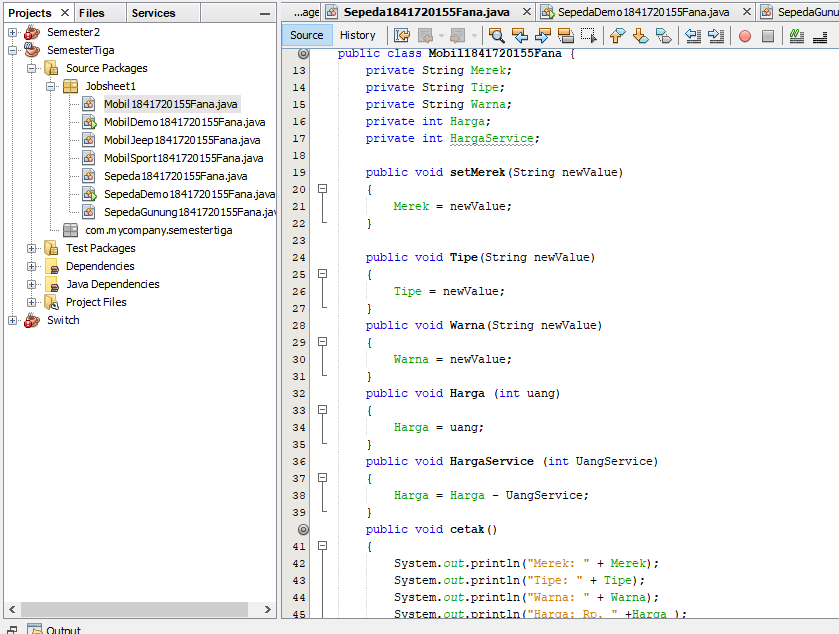 Projects Files Services
Semester2
SemesterTiga
Source Packages
Jobsheet1
Mobil1841720155Fana.java
MobilDemo1841720155Fana.java
MobilJeep1841720155Fana.java
MobilSport1841720155Fana.java
Sepeda1841720155Fana.java
SepedaDemo1841720155Fana.java
SepedaGunung1841720155Fana.jav
com.mycompany.semestertiga
Test Packages
Dependencies
Java Dependencies
Project Files
Switch
...age Sepeda1841720155Fana.java SepedaDemo1841720155Fana.java SepedaGunu
Source History
public class Mobil1841720155Fana {
13 private String Merek;
14 private String Tipe;
15 private String Warna;
16 private int Harga;
17 private int HargaService;
18
19 public void setMerek(String newValue)
20 {
21 Merek = newValue;
22 }
23
24 public void Tipe(String newValue)
25 {
26 Tipe = newValue;
27 }
28 public void Warna(String newValue)
29 {
30 Warna = newValue;
31 }
32 public void Harga (int uang)
33 {
34 Harga = uang;
35 }
36 public void HargaService (int UangService)
37 {
38 Harga = Harga - UangService;
39 }
public void cetak()
41 {
42 System.out.println("Merek: " + Merek);
43 System.out.println("Tipe: " + Tipe);
44 System.out.println("Warna: " + Warna);
45 System.out.println("Harga: Rp. " +Harga );
Output